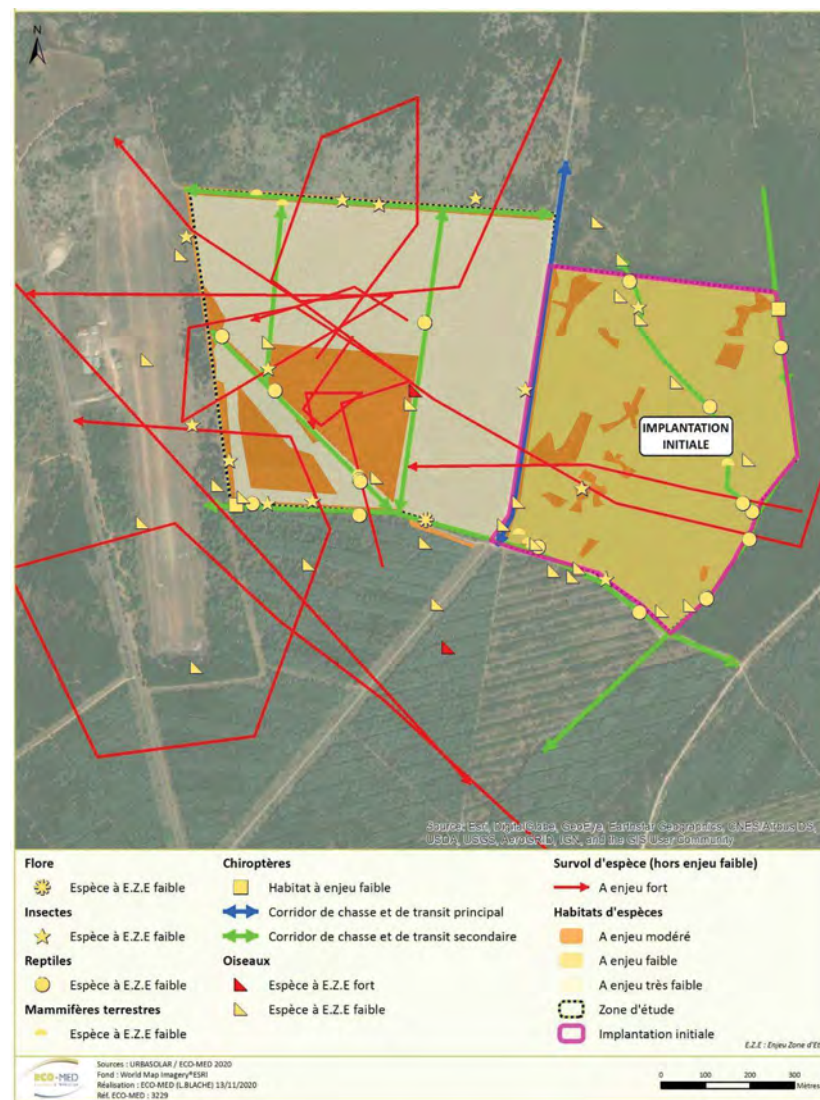 N
IMPLANTATION
INITIALE
Source: Esri, DigitalGlobe, GeoEye, Earthstar Geographics, CNES/Airbus DS,
USDA, USGS, AeroGRID, IGN, and the GIS User Community
Flore
Espèce à E.Z.E faible
Insectes
Espèce à E.Z.E faible
Reptiles
Espèce à E.Z.E faible
Mammifères terrestres
Espèce à E.Z.E faible
Chiroptères
Habitat à enjeu faible
Corridor de chasse et de transit principal
Corridor de chasse et de transit secondaire
Oiseaux
Espèce à E.Z.E fort
Espèce à E.Z.E faible
Survol d'espèce (hors enjeu faible)
A enjeu fort
Habitats d'espèces
A enjeu modéré
A enjeu faible
A enjeu très faible
Zone d'étude
Implantation initiale
E.Z.E : Enjeu Zone d'Et
ECO-MED
Sources : URBASOLAR / ECO-MED 2020
Fond : World Map Imagery®ESRI
Réalisation : ECO-MED (L.BLACHE) 13/11/2020
Réf. ECO-MED : 3229
0 100 200 300
Mètres